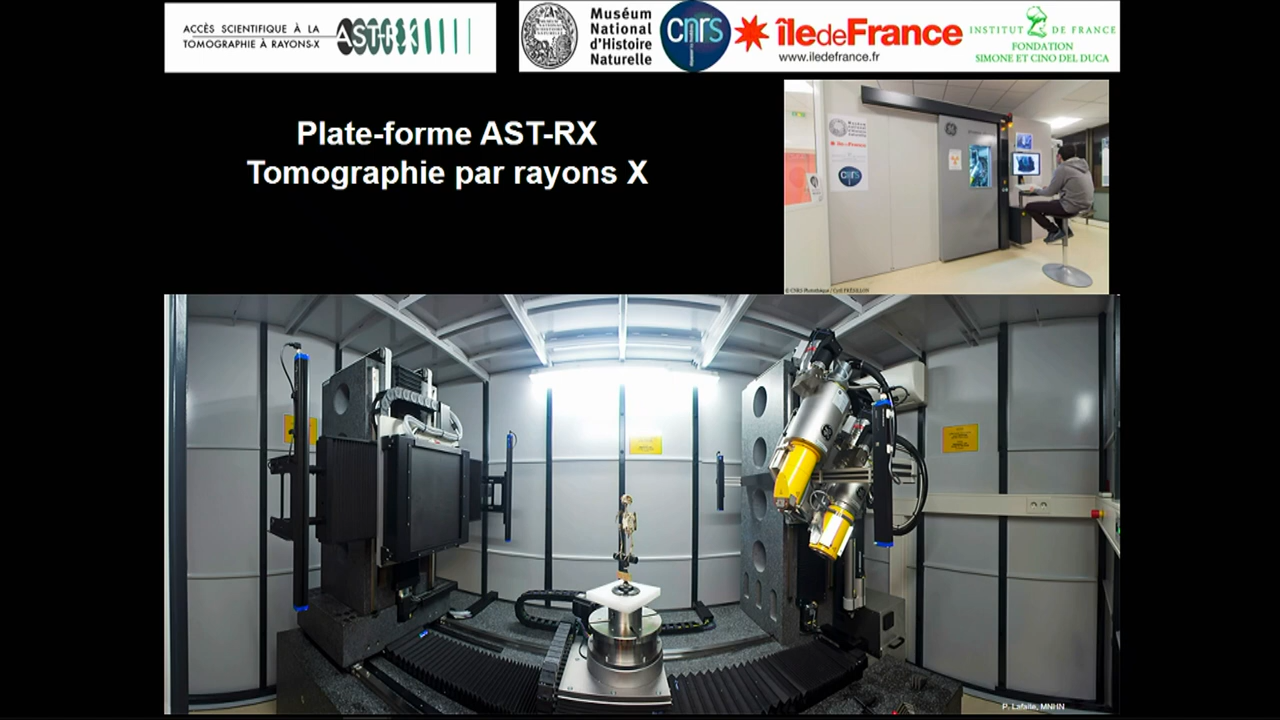 ACCÈS SCIENTIFIQUE À LA
TOMOGRAPHIE À RAYONS-X
AST-RX
Muséum
National
d'Histoire
Naturelle
cnrs
îledeFrance
www.iledefrance.fr
INSTITUT DE FRANCE
FONDATION
SIMONE ET CINO DEL DUCA
Plate-forme AST-RX
Tomographie par rayons X
P. Lafaite, MNHN